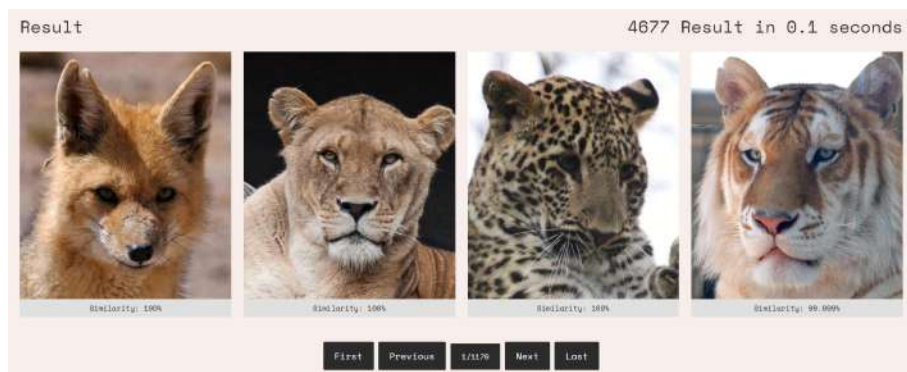 Result
4677 Result in 0.1 seconds
Similarity: 100%
Similarity: 100%
Similarity: 100%
Similarity: 99.999%
First
Previous
1/1170
Next
Last